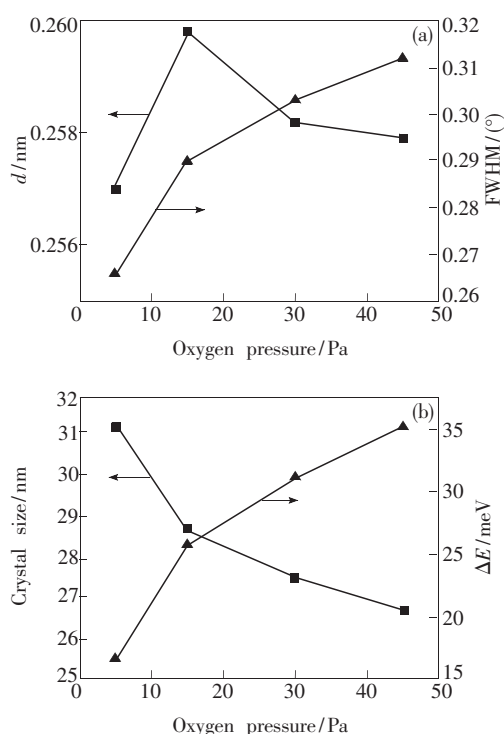 (a)
0.260
0.258
0.256
d/nm
0.32
0.31
0.30
0.29
0.28
0.27
0.26
FWHM/(°)
0 10 20 30 40 50
Oxygen pressure/Pa
(b)
32
31
30
29
28
27
26
25
Crystal size/nm
35
30
25
20
15
ΔE/meV
0 10 20 30 40 50
Oxygen pressure/Pa